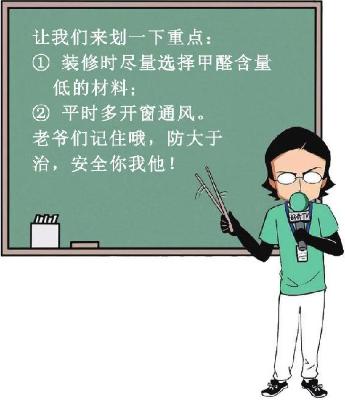 让我们来划一下重点：
① 装修时尽量选择甲醛含量
低的材料；
② 平时多开窗通风。
老爷们记住哦，防大于
治，安全你我他！